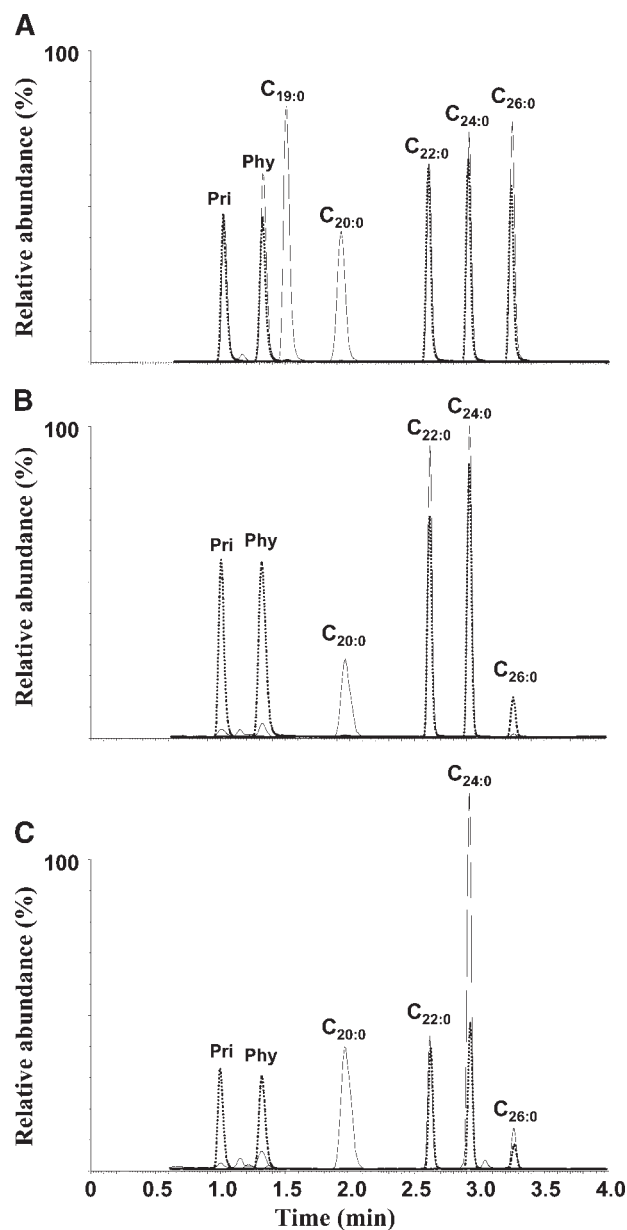 A
100
Relative abundance (%)
Pri
Phy
C19:0
C20:0
C22:0
C24:0
C26:0
B
100
Relative abundance (%)
Pri
Phy
C20:0
C22:0
C24:0
C26:0
C
100
Relative abundance (%)
Pri
Phy
C20:0
C22:0
C24:0
C26:0
0 0.5 1.0 1.5 2.0 2.5 3.0 3.5 4.0
Time (min)